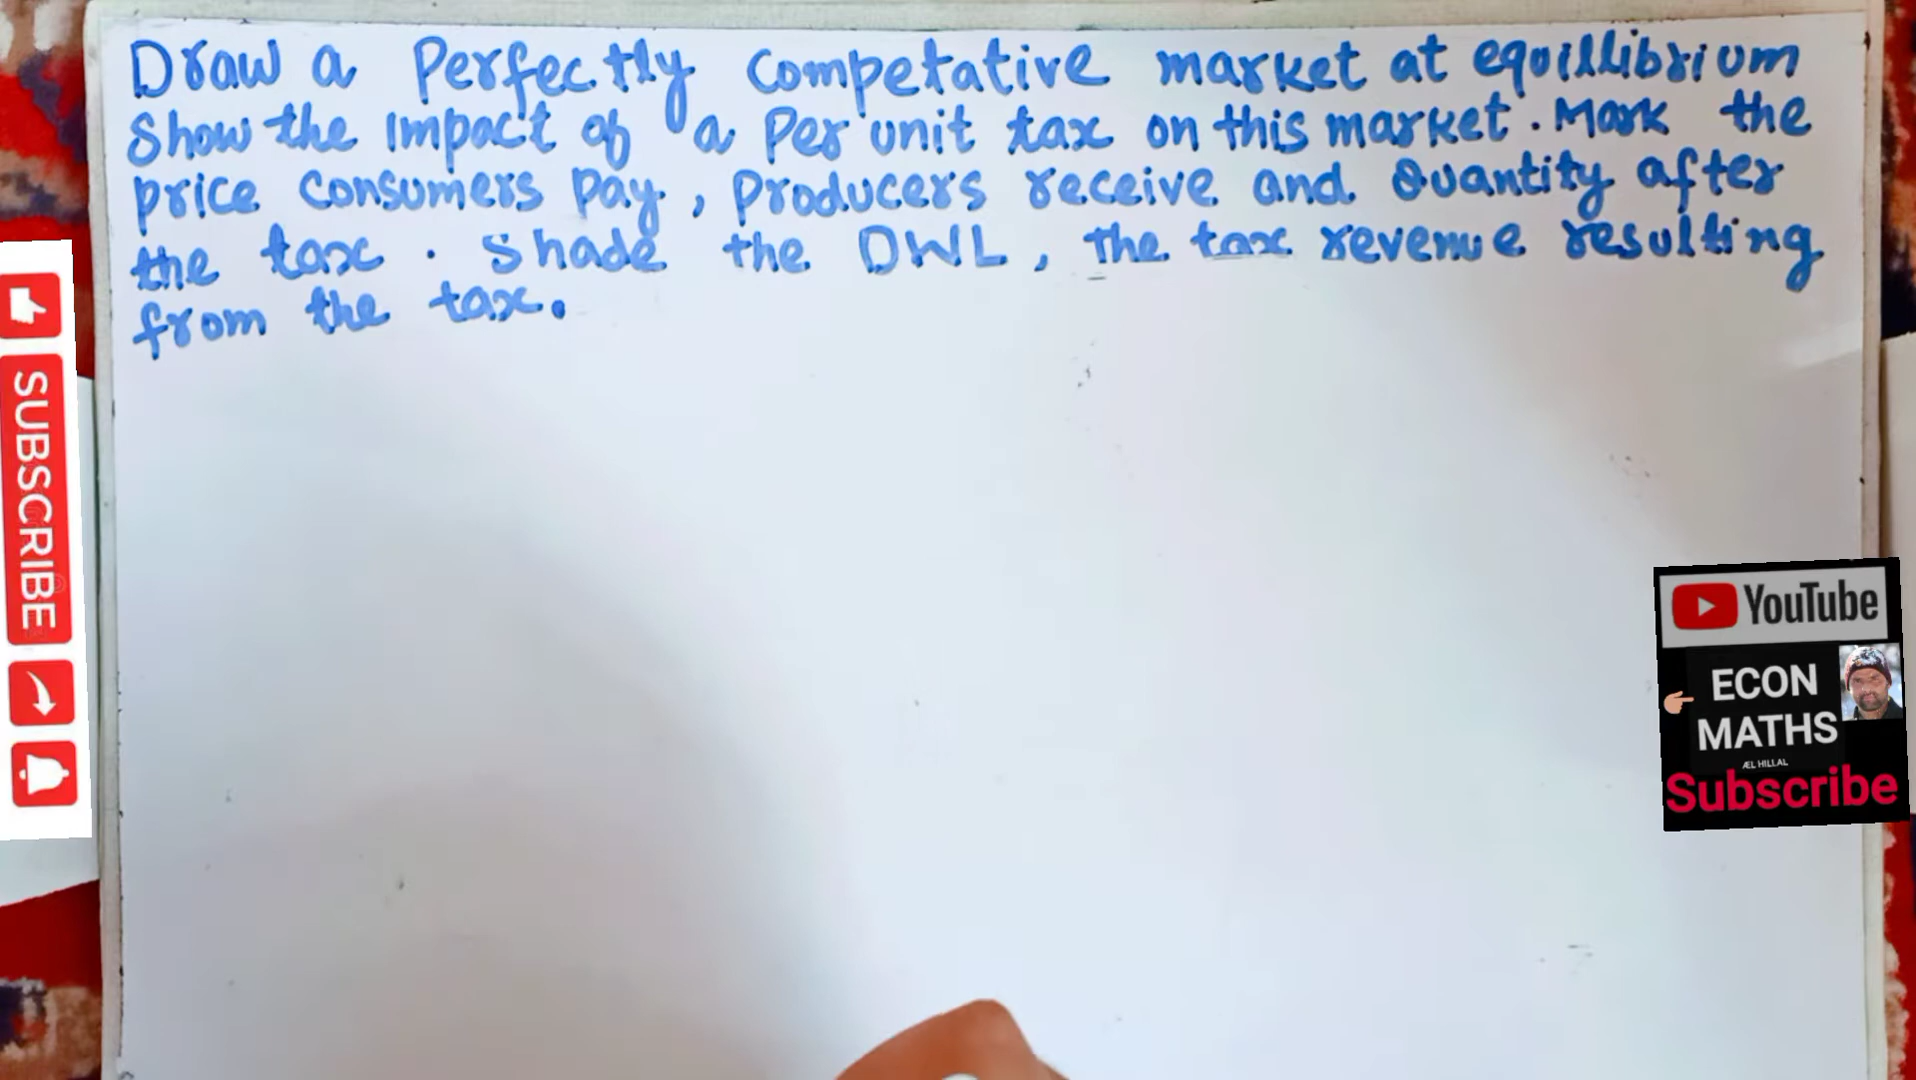 Draw a Perfectly Competative market at equillibrium
Show the Impact of a Per unit tax on this market. Mark the
price Consumers Pay, Producers receive and Quantity after
the tax. Shade the DWL, the tax revenue resulting
from the tax.
SUBSCRIBE
YouTube
ECON
MATHS
ÆL HILLAL
Subscribe